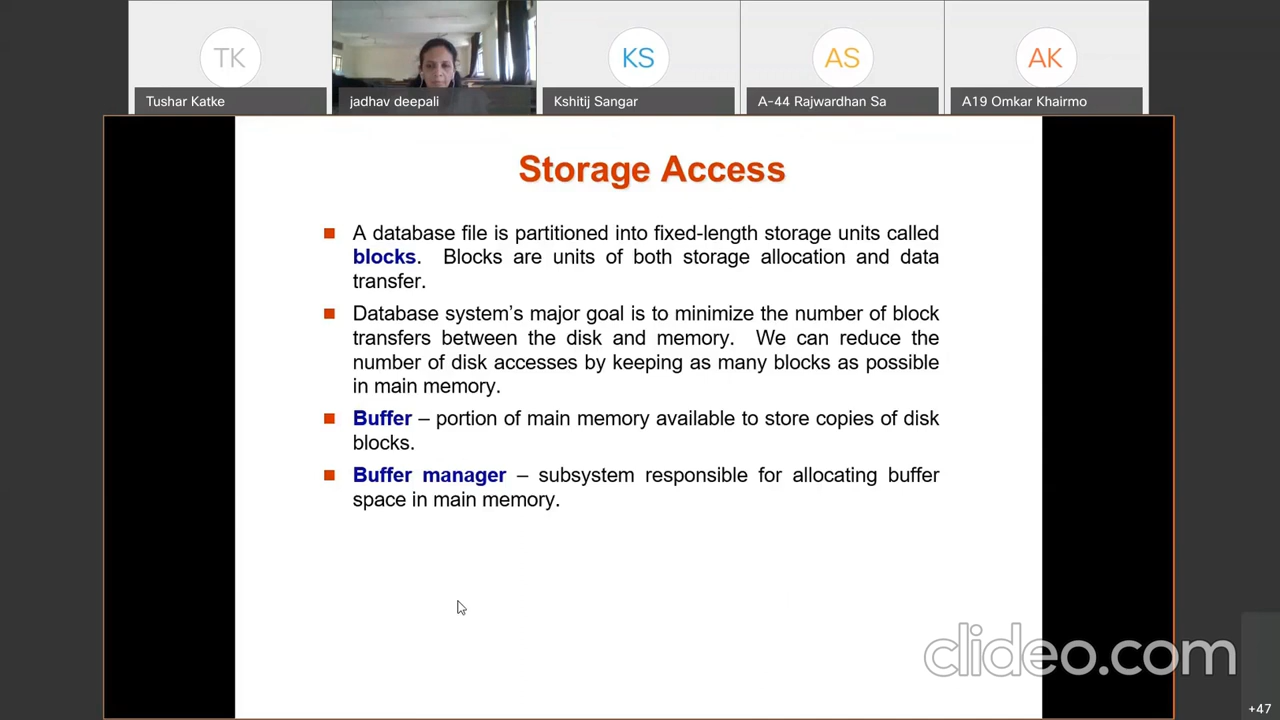 TK
KS
AS
AK
Tushar Katke
jadhav deepali
Kshitij Sangar
A-44 Rajwardhan Sa
A19 Omkar Khairmo
Storage Access
A database file is partitioned into fixed-length storage units called
blocks. Blocks are units of both storage allocation and data
transfer.
Database system's major goal is to minimize the number of block
transfers between the disk and memory. We can reduce the
number of disk accesses by keeping as many blocks as possible
in main memory.
Buffer – portion of main memory available to store copies of disk
blocks.
Buffer manager – subsystem responsible for allocating buffer
space in main memory.
clideo.com
+47